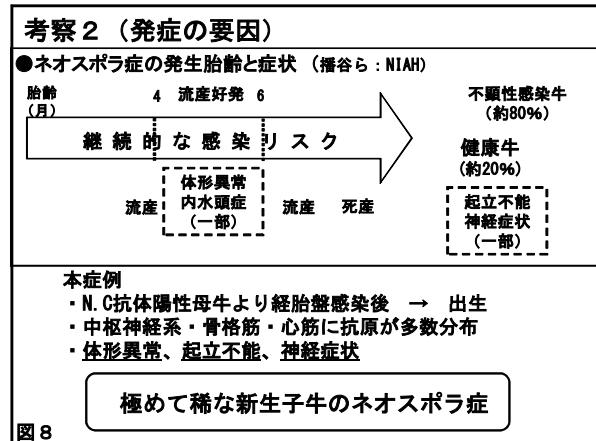 考察２（発症の要因）
●ネオスポラ症の発生胎齢と症状（播谷ら：NIAH）
胎齢
(月)
4 流産好発 6
不顕性感染牛
(約80%)
継続的な感染リスク
健康牛
(約20%)
体形異常
内水頭症
(一部)
流産
流産 死産
起立不能
神経症状
(一部)
本症例
・N.C抗体陽性母牛より経胎盤感染後 → 出生
・中枢神経系・骨格筋・心筋に抗原が多数分布
・体形異常、起立不能、神経症状
極めて稀な新生子牛のネオスポラ症
図８